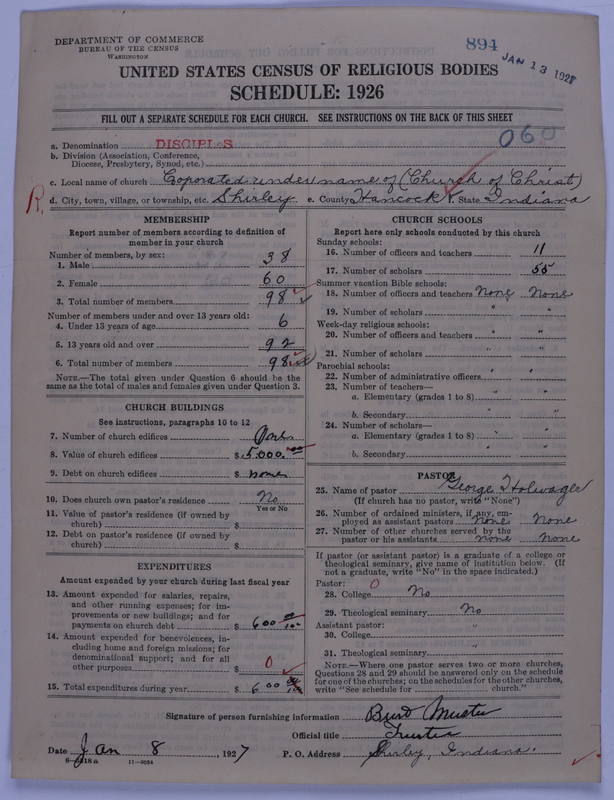 DEPARTMENT OF COMMERCE
BUREAU OF THE CENSUS
WASHINGTON
894
JAN 13 1928
UNITED STATES CENSUS OF RELIGIOUS BODIES
SCHEDULE: 1926
FILL OUT A SEPARATE SCHEDULE FOR EACH CHURCH. SEE INSTRUCTIONS ON THE BACK OF THIS SHEET
060
a. Denomination DISCIPLS
b. Division (Association, Conference,
Diocese, Presbytery, Synod, etc.)
c. Local name of church Coporated under name of (Church of Christ)
R d. City, town, village, or township, etc. Shirley e. County Hancock f. State Indiana
MEMBERSHIP
Report number of members according to definition of
member in your church
Number of members, by sex:
1. Male 38
2. Female 60
3. Total number of members 98
Number of members under and over 13 years old:
4. Under 13 years of age 6
5. 13 years old and over 92
6. Total number of members 98
NOTE.—The total given under Question 6 should be the
same as the total of males and females given under Question 3.
CHURCH BUILDINGS
See instructions, paragraphs 10 to 12
7. Number of church edifices One
8. Value of church edifices $ 5,000.00
9. Debt on church edifices $ none
10. Does church own pastor's residence No
Yes or No
11. Value of pastor's residence (if owned by
church) $
12. Debt on pastor's residence (if owned by
church) $
EXPENDITURES
Amount expended by your church during last fiscal year
13. Amount expended for salaries, repairs,
and other running expenses; for im-
provements or new buildings; and for
payments on church debt $ 600 00/100
14. Amount expended for benevolences, in-
cluding home and foreign missions; for
denominational support; and for all
other purposes $ 0
15. Total expenditures during year $ 600 00/100
CHURCH SCHOOLS
Report here only schools conducted by this church
Sunday schools:
16. Number of officers and teachers 11
17. Number of scholars 55
Summer vacation Bible schools:
18. Number of officers and teachers None None
19. Number of scholars " "
Week-day religious schools:
20. Number of officers and teachers " "
21. Number of scholars " "
Parochial schools:
22. Number of administrative officers " "
23. Number of teachers—
a. Elementary (grades 1 to 8) " "
b. Secondary " "
24. Number of scholars—
a. Elementary (grades 1 to 8) " "
b. Secondary " "
PASTOR
25. Name of pastor George
(If church has no pastor, write "None")
26. Number of ordained ministers, if any, em-
ployed as assistant pastors None None
27. Number of other churches served by the
pastor or his assistants None None
If pastor (or assistant pastor) is a graduate of a college or
theological seminary, give name of institution below. (If
not a graduate, write "No" in the space indicated.)
Pastor: 0
28. College No
29. Theological seminary No
Assistant pastor:
30. College "
31. Theological seminary "
NOTE.—Where one pastor serves two or more churches,
Questions 28 and 29 should be answered only on the schedule
for one of the churches; on the schedules for the other churches,
write "See schedule for church."
Signature of person furnishing information Burt
Official title Trustee
Date Jan 8 1927 P. O. Address Shirley, Indiana.
11—9034